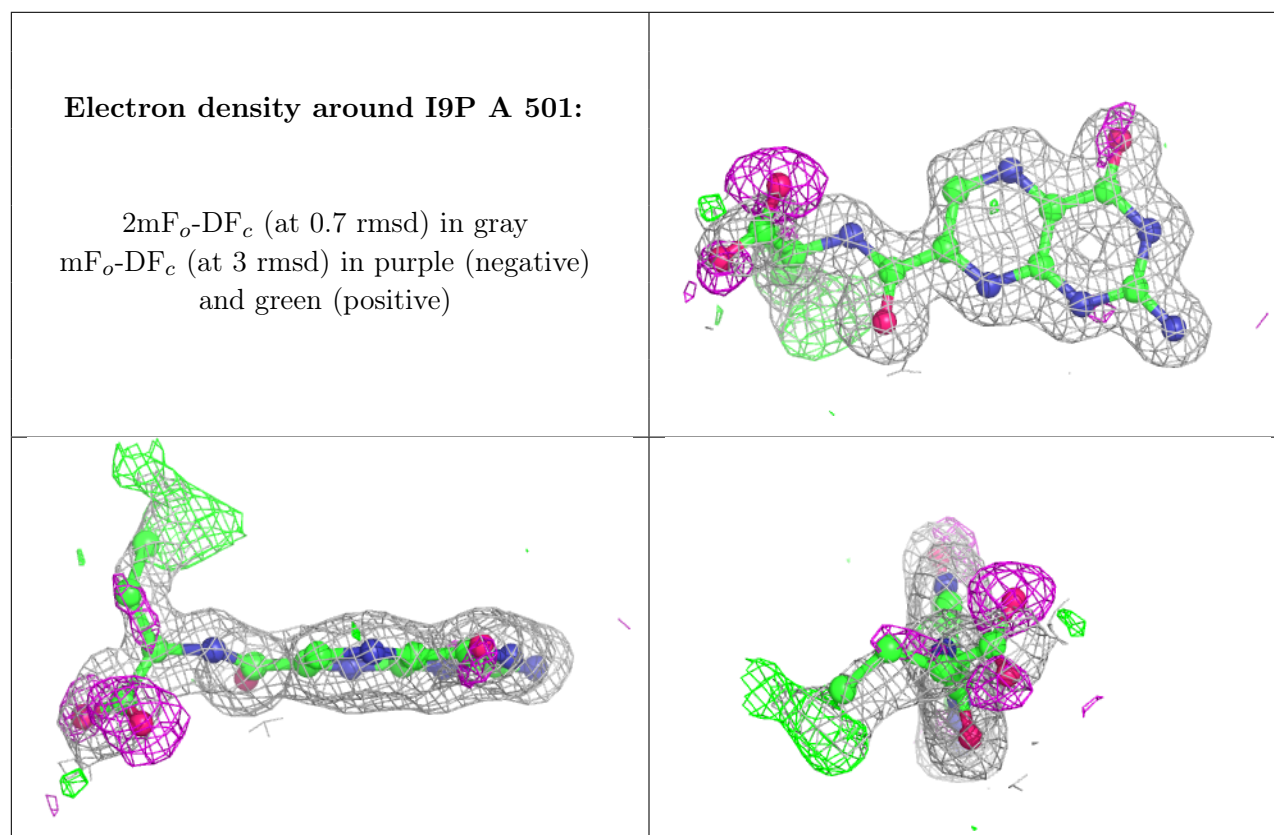 Electron density around I9P A 501:
2mFo-DFc (at 0.7 rmsd) in gray
mFo-DFc (at 3 rmsd) in purple (negative)
and green (positive)